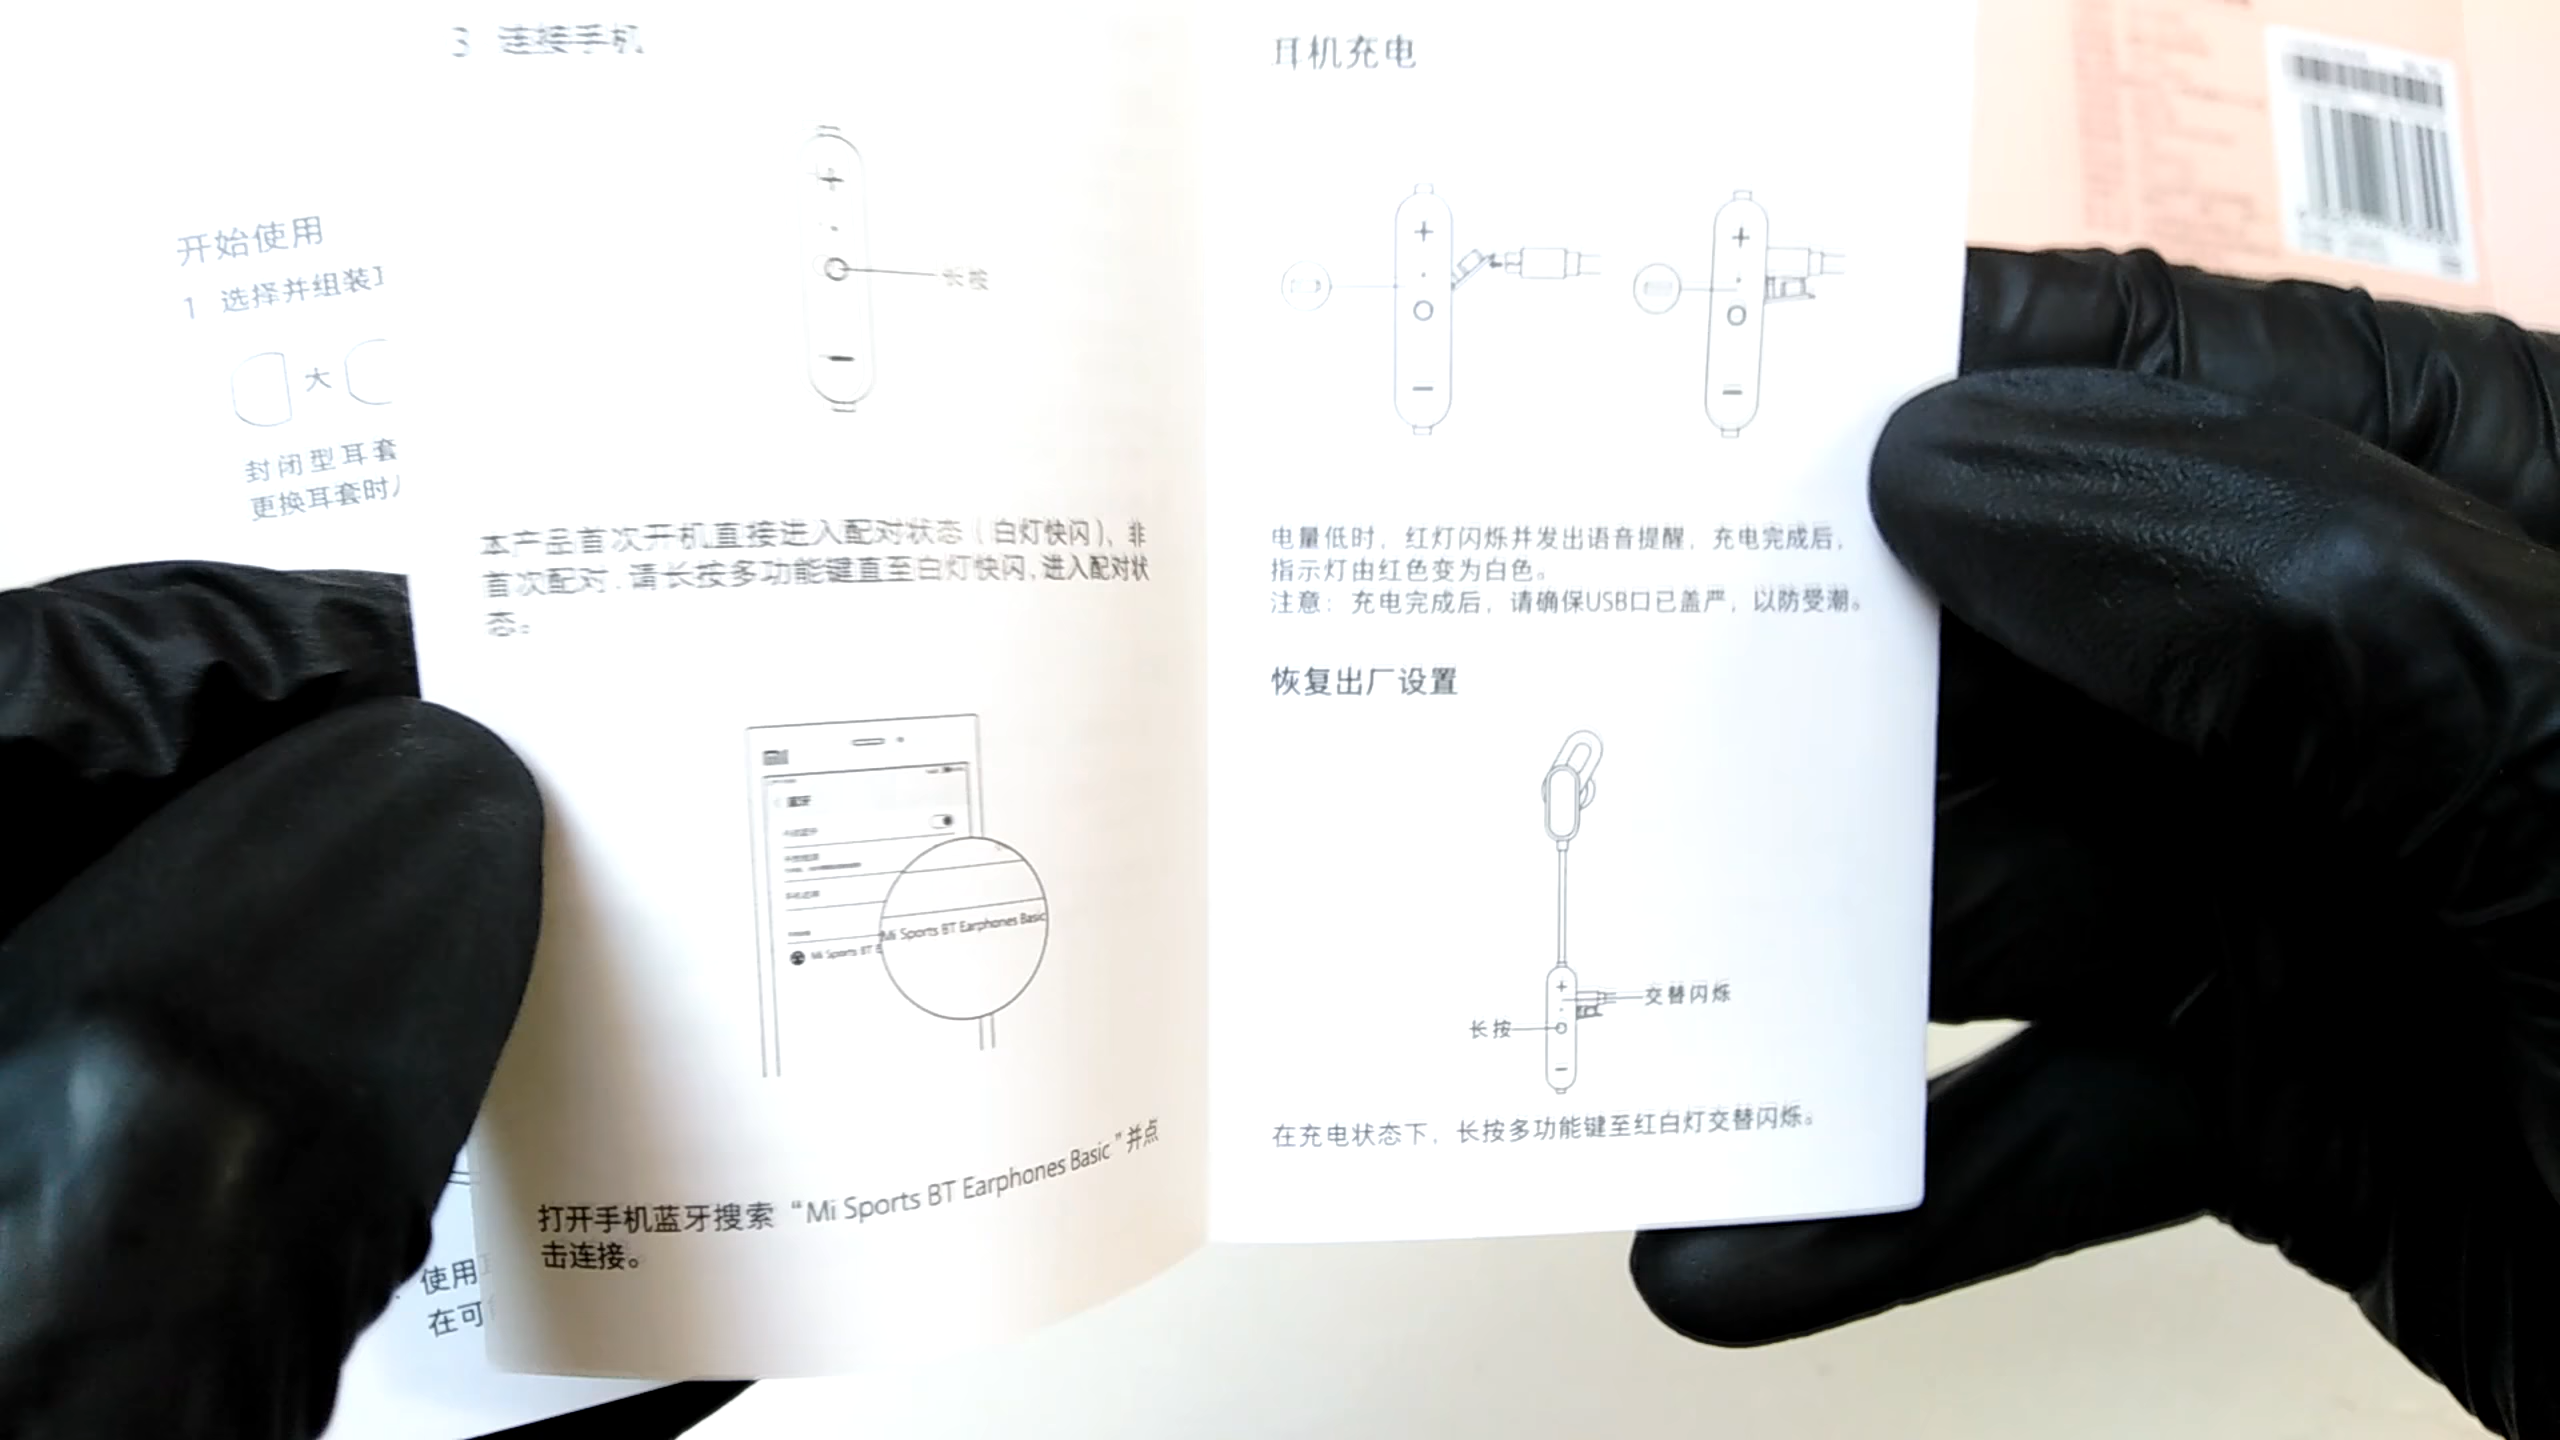 开始使用
1 选择并组装
大
封闭型耳套
更换耳套时
使用
在可
3 连接手机
长按
本产品首次开机直接进入配对状态（白灯快闪），非
首次配对，请长按多功能键直至白灯快闪，进入配对状
态。
蓝牙
Mi Sports BT
Mi Sports BT Earphones Basic
打开手机蓝牙搜索“Mi Sports BT Earphones Basic”并点
击连接。
耳机充电
电量低时，红灯闪烁并发出语音提醒，充电完成后，
指示灯由红色变为白色。
注意：充电完成后，请确保USB口已盖严，以防受潮。
恢复出厂设置
交替闪烁
长按
在充电状态下，长按多功能键至红白灯交替闪烁。